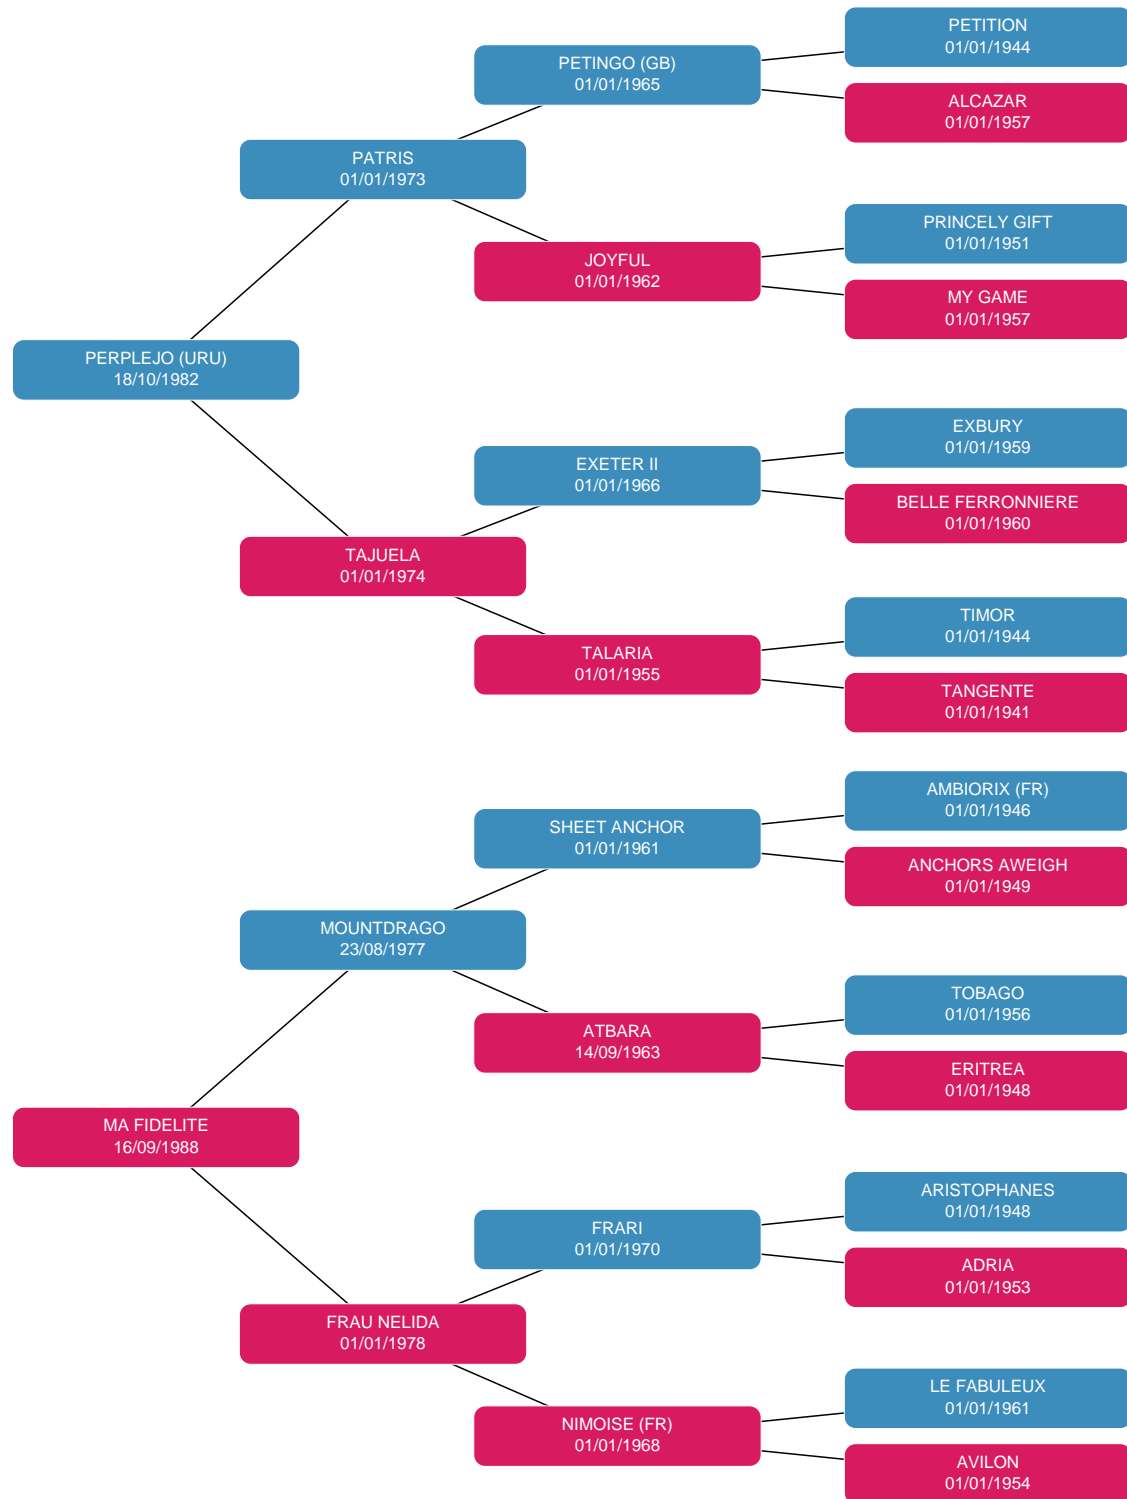 PETITION
01/01/1944
PETINGO (GB)
01/01/1965
ALCAZAR
01/01/1957
PATRIS
01/01/1973
PRINCELY GIFT
01/01/1951
JOYFUL
01/01/1962
MY GAME
01/01/1957
PERPLEJO (URU)
18/10/1982
EXBURY
01/01/1959
EXETER II
01/01/1966
BELLE FERRONNIERE
01/01/1960
TAJUELA
01/01/1974
TIMOR
01/01/1944
TALARIA
01/01/1955
TANGENTE
01/01/1941
AMBIORIX (FR)
01/01/1946
SHEET ANCHOR
01/01/1961
ANCHORS AWEIGH
01/01/1949
MOUNTDRAGO
23/08/1977
TOBAGO
01/01/1956
ATBARA
14/09/1963
ERITREA
01/01/1948
MA FIDELITE
16/09/1988
ARISTOPHANES
01/01/1948
FRARI
01/01/1970
ADRIA
01/01/1953
FRAU NELIDA
01/01/1978
LE FABULEUX
01/01/1961
NIMOISE (FR)
01/01/1968
AVILON
01/01/1954